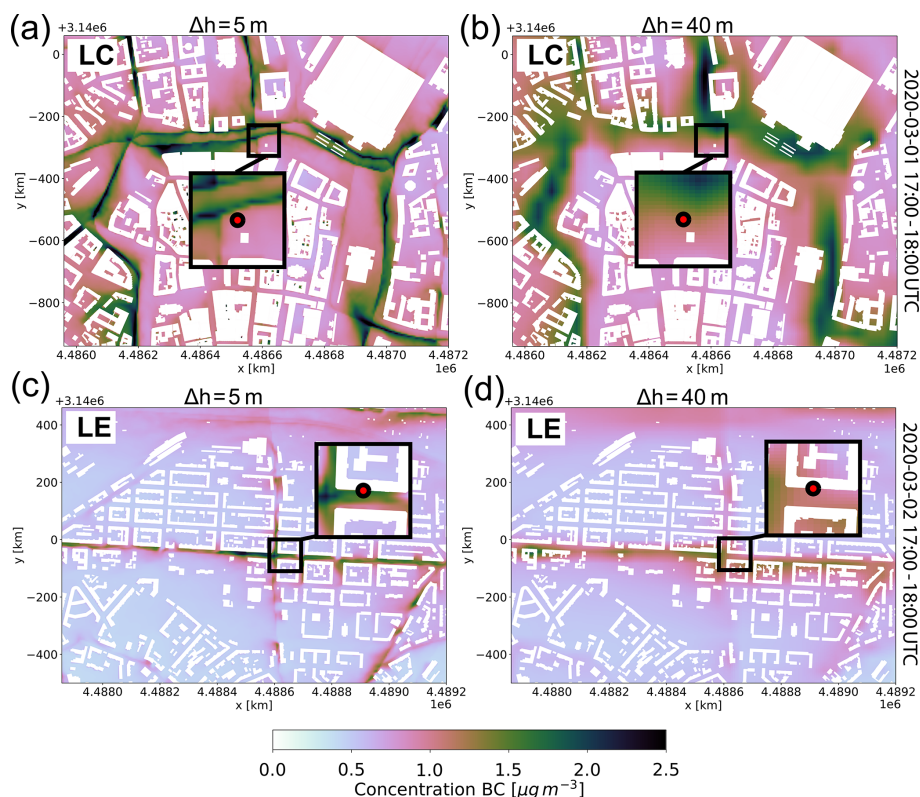 (a) Δh = 5 m (b) Δh = 40 m
+3.14e6 +3.14e6
LC LC
0
−200
−400
−600
−800
y [km]
0
−200
−400
−600
−800
y [km]
2020-03-01 17:00 - 18:00 UTC
4.4860 4.4862 4.4864 4.4866 4.4868 4.4870 4.4872
x [km] 1e6
4.4860 4.4862 4.4864 4.4866 4.4868 4.4870 4.4872
x [km] 1e6
(c) Δh = 5 m (d) Δh = 40 m
+3.14e6 +3.14e6
LE LE
400
200
0
−200
−400
y [km]
400
200
0
−200
−400
y [km]
2020-03-02 17:00 - 18:00 UTC
4.4880 4.4882 4.4884 4.4886 4.4888 4.4890 4.4892
x [km] 1e6
4.4880 4.4882 4.4884 4.4886 4.4888 4.4890 4.4892
x [km] 1e6
0.0 0.5 1.0 1.5 2.0 2.5
Concentration BC [μg m⁻³]